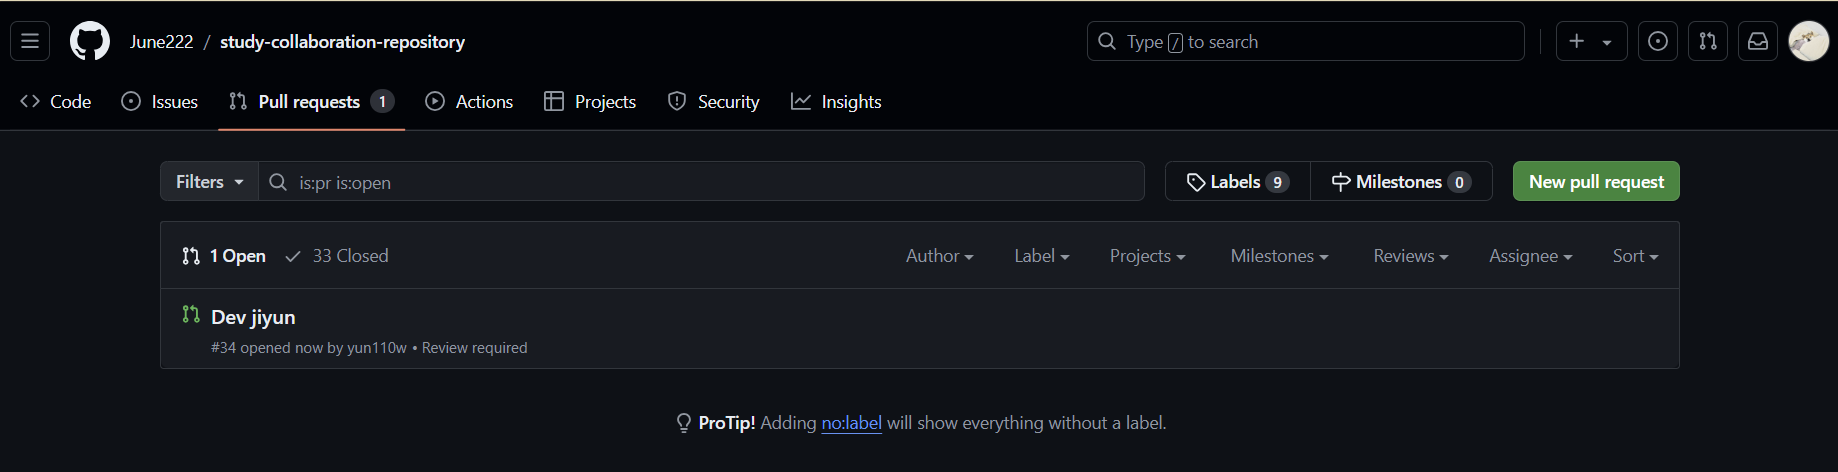 June222 / study-collaboration-repository
Type / to search
Code Issues Pull requests 1 Actions Projects Security Insights
Filters is:pr is:open Labels 9 Milestones 0 New pull request
1 Open 33 Closed Author Label Projects Milestones Reviews Assignee Sort
Dev jiyun
#34 opened now by yun110w • Review required
ProTip! Adding no:label will show everything without a label.